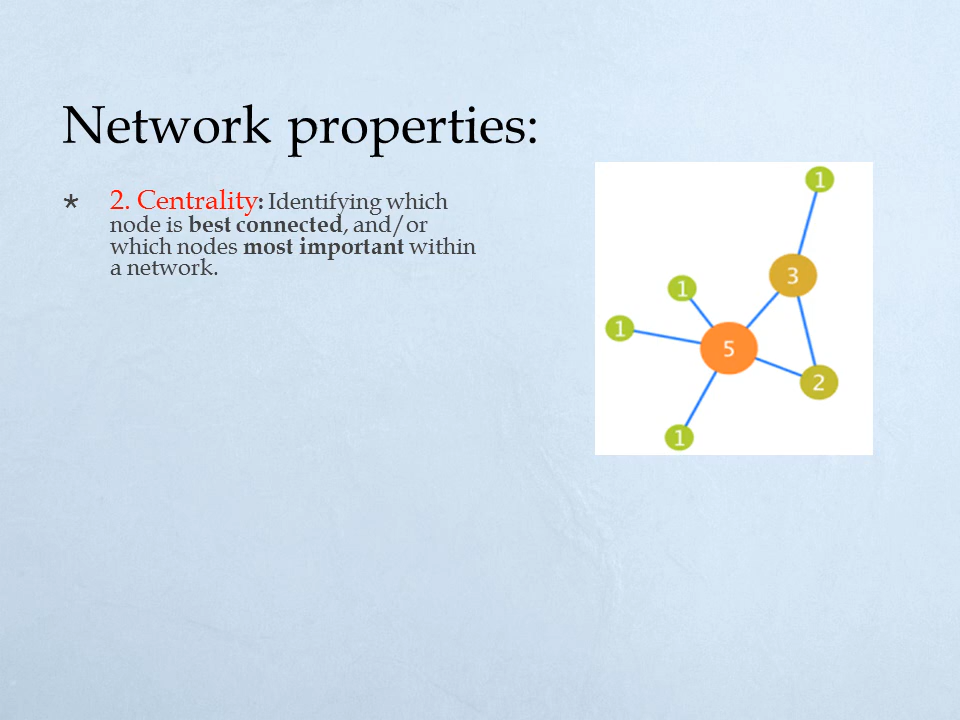 Network properties:
* 2. Centrality: Identifying which
node is best connected, and/or
which nodes most important within
a network.
1
3
1
1
5
2
1